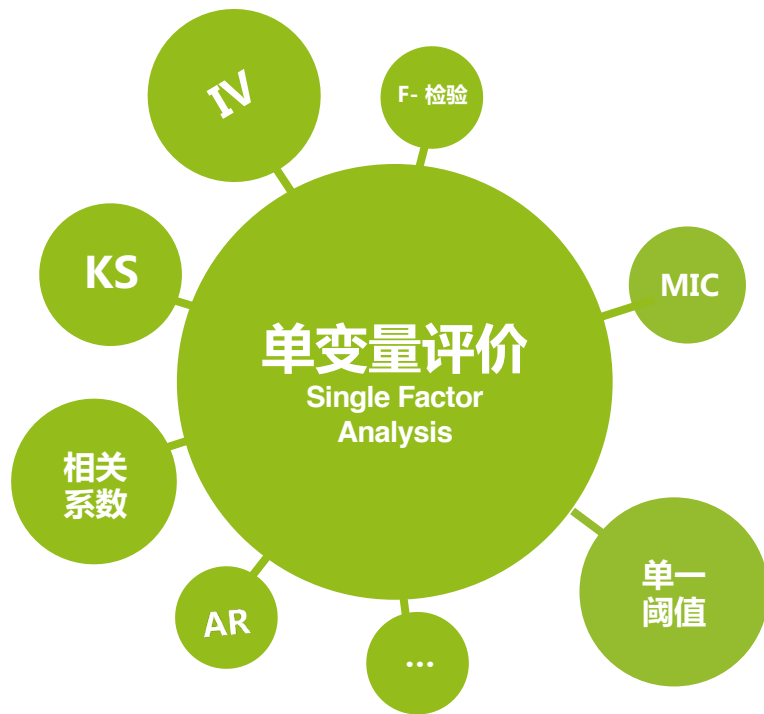 IV
F- 检验
KS
MIC
单变量评价
Single Factor
Analysis
相关
系数
单一
阈值
AR
...